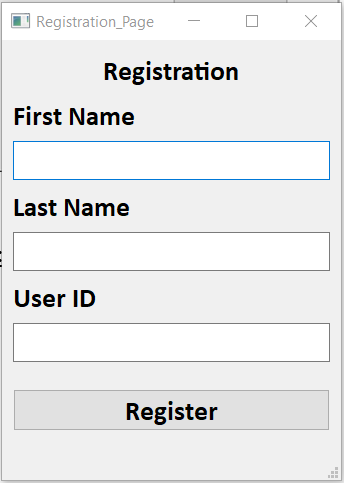 Registration_Page
Registration
First Name
Last Name
User ID
Register